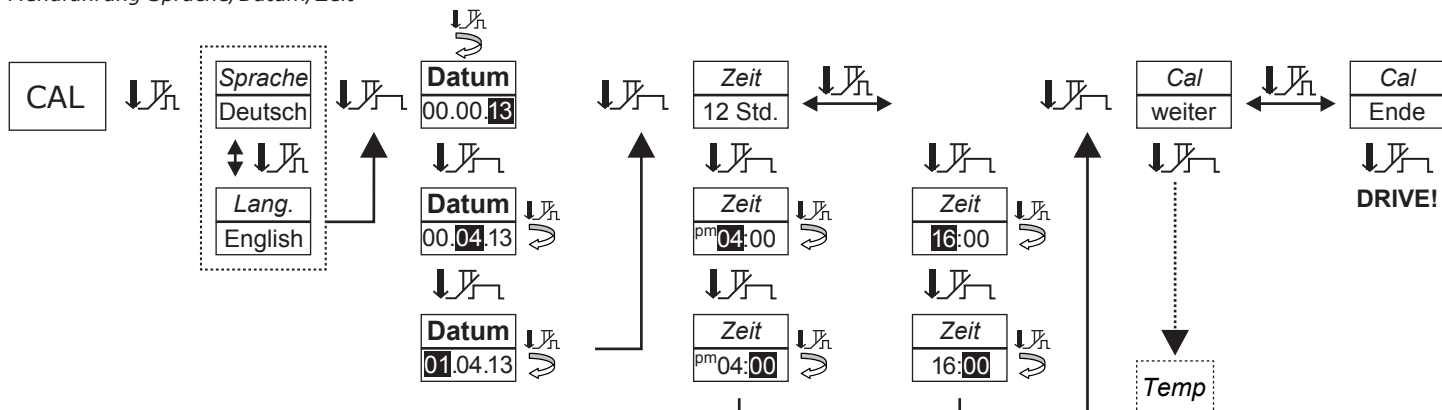 Menüführung Sprache/Datum/Zeit
CAL
Sprache
Deutsch
Lang.
English
Datum
00.00.13
Datum
00.04.13
Datum
01.04.13
Zeit
12 Std.
Zeit
pm04:00
Zeit
pm04:00
Zeit
16:00
Zeit
16:00
Cal
weiter
Temp
Cal
Ende
DRIVE!